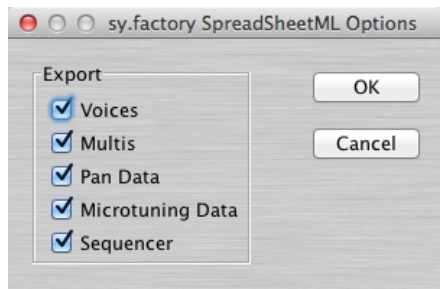 sy.factory SpreadSheetML Options
Export
Voices
Multis
Pan Data
Microtuning Data
Sequencer
OK
Cancel